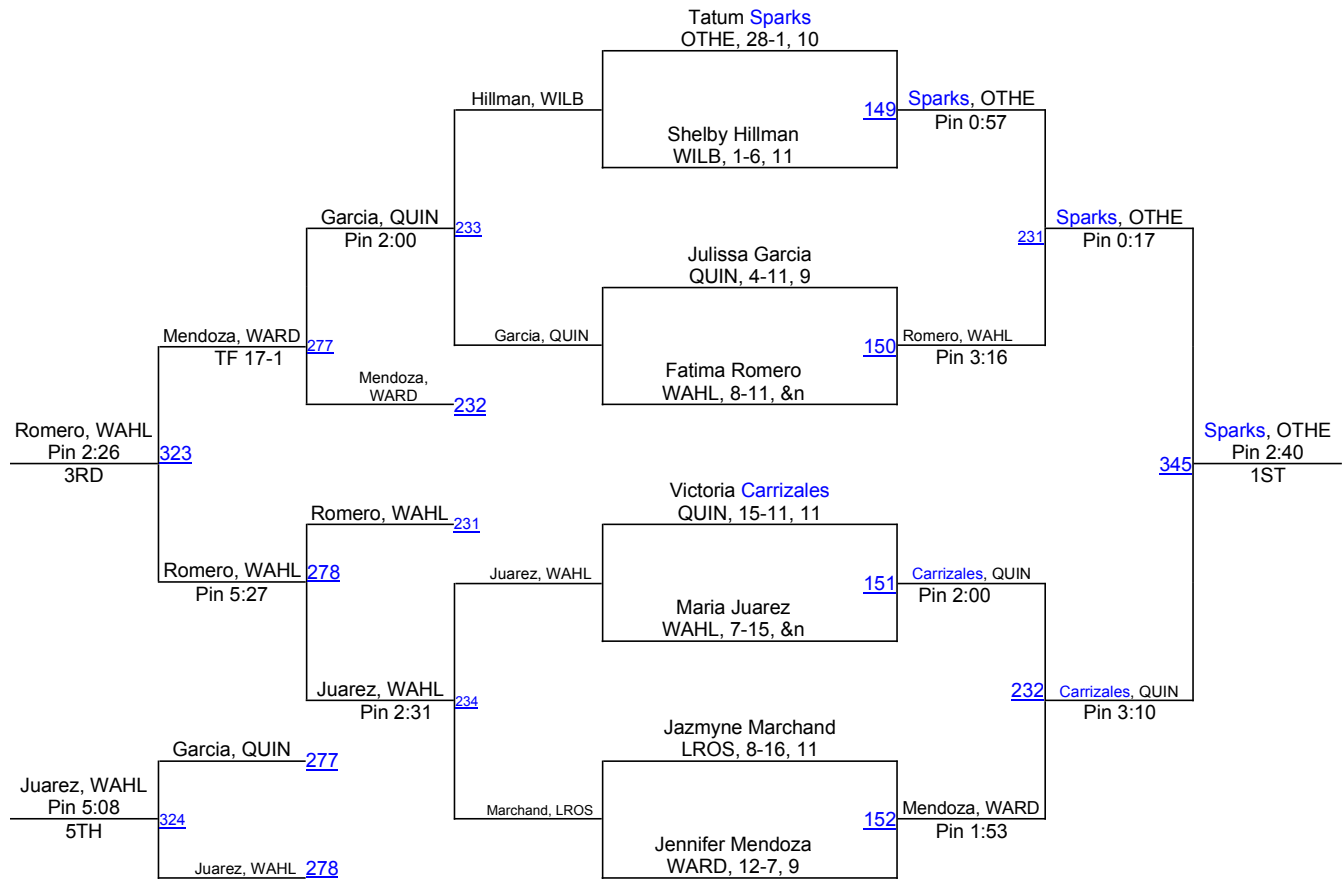 Tatum Sparks
OTHE, 28-1, 10
Hillman, WILB
149
Sparks, OTHE
Pin 0:57
Shelby Hillman
WILB, 1-6, 11
Garcia, QUIN
Pin 2:00
233
231
Sparks, OTHE
Pin 0:17
Julissa Garcia
QUIN, 4-11, 9
Mendoza, WARD
TF 17-1
277
Garcia, QUIN
150
Romero, WAHL
Pin 3:16
Fatima Romero
WAHL, 8-11, &n
Mendoza,
WARD
232
Romero, WAHL
Pin 2:26
3RD
323
345
Sparks, OTHE
Pin 2:40
1ST
Victoria Carrizales
QUIN, 15-11, 11
Romero, WAHL
231
Romero, WAHL
Pin 5:27
278
Juarez, WAHL
151
Carrizales, QUIN
Pin 2:00
Maria Juarez
WAHL, 7-15, &n
Juarez, WAHL
Pin 2:31
234
232
Carrizales, QUIN
Pin 3:10
Jazmyne Marchand
LROS, 8-16, 11
Garcia, QUIN
277
Juarez, WAHL
Pin 5:08
5TH
324
Marchand, LROS
152
Mendoza, WARD
Pin 1:53
Jennifer Mendoza
WARD, 12-7, 9
Juarez, WAHL
278